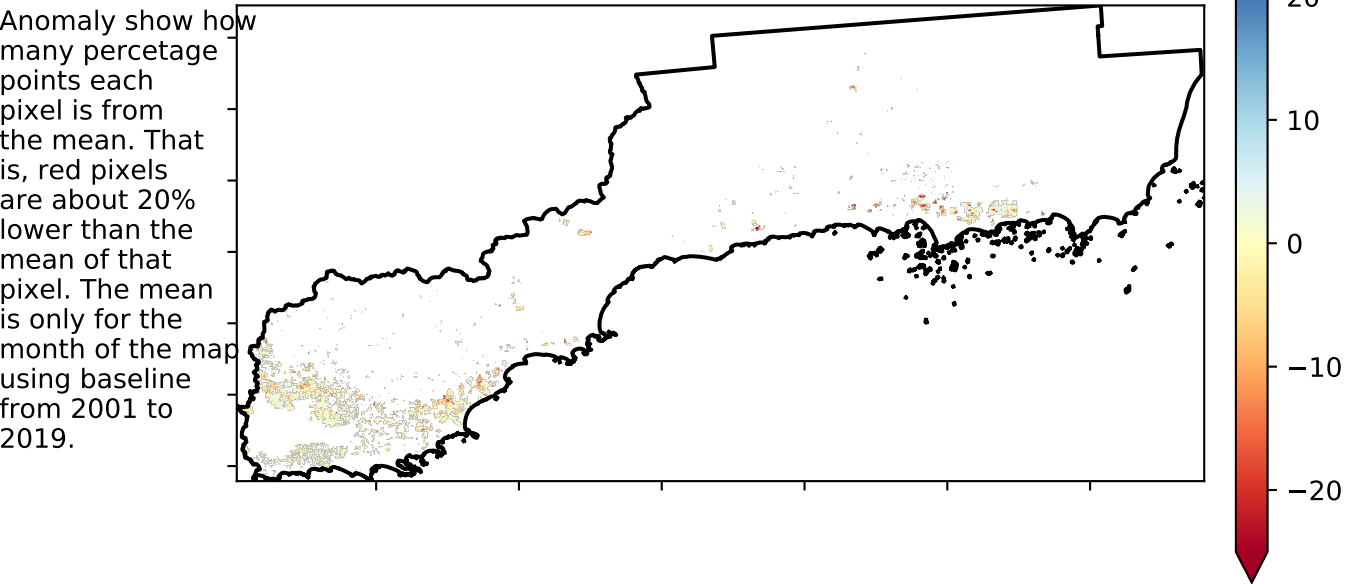 Anomaly show how
many percetage
points each
pixel is from
the mean. That
is, red pixels
are about 20%
lower than the
mean of that
pixel. The mean
is only for the
month of the map
using baseline
from 2001 to
2019.
20
10
0
−10
−20